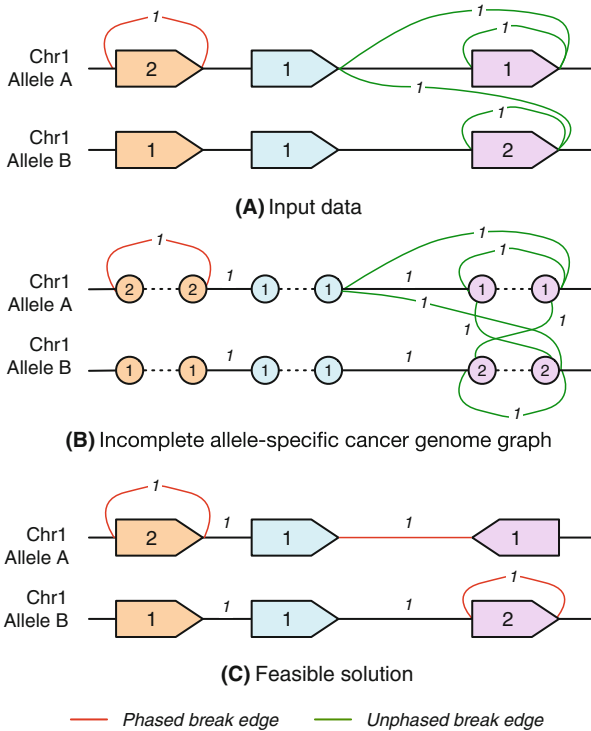 1
1
1
Chr1
Allele A
2
1
1
1
1
Chr1
Allele B
1
1
2
(A) Input data
1
1
1
Chr1
Allele A
2
2
1
1
1
1
1
1
1
1
1
Chr1
Allele B
1
1
1
1
1
1
2
2
1
(B) Incomplete allele-specific cancer genome graph
1
Chr1
Allele A
2
1
1
1
1
1
Chr1
Allele B
1
1
1
1
2
(C) Feasible solution
Phased break edge
Unphased break edge